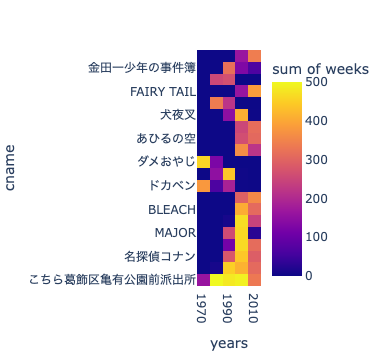 金田一少年の事件簿
FAIRY TAIL
犬夜叉
あひるの空
ダメおやじ
ドカベン
BLEACH
MAJOR
名探偵コナン
こちら葛飾区亀有公園前派出所
cname
1970
1990
2010
years
sum of weeks
500
400
300
200
100
0